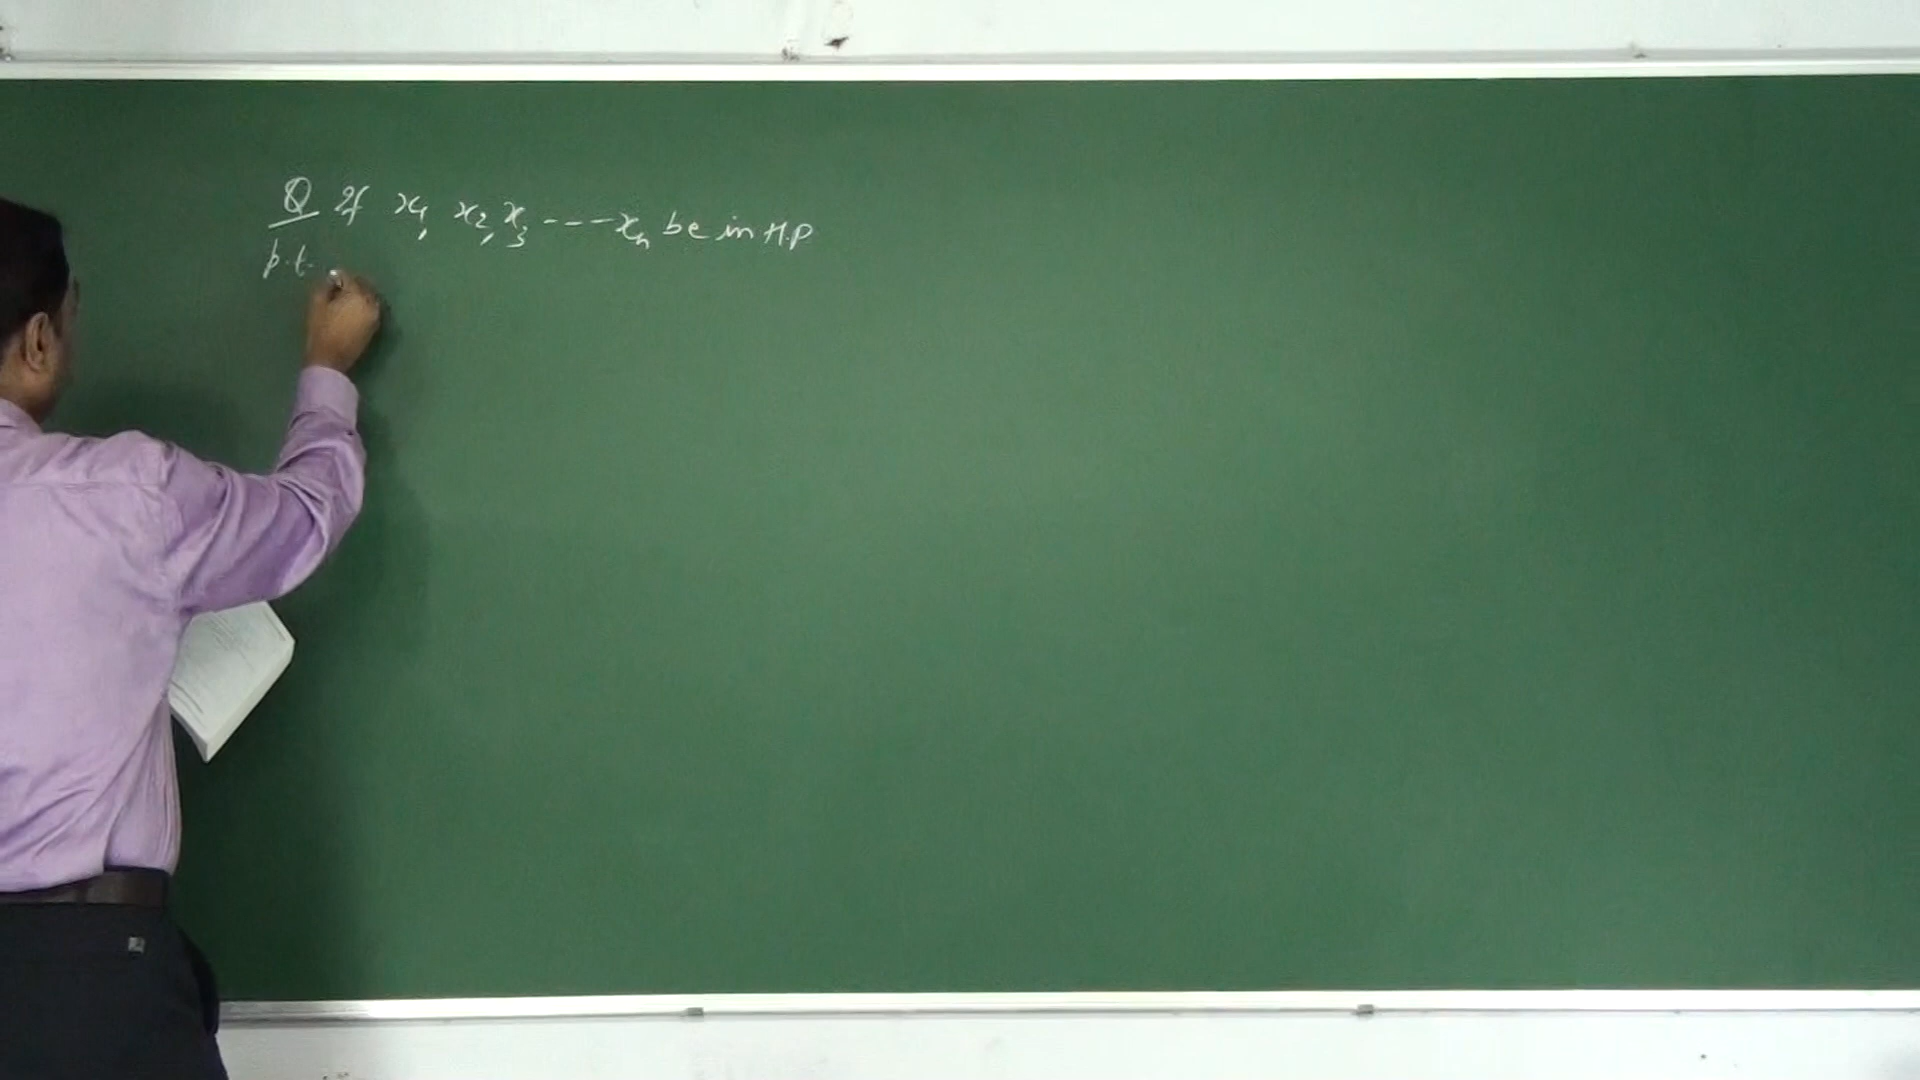 Q If x₁, x₂, x₃ ---xₙ be in H.P
p.t.